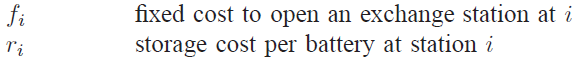 f_i fixed cost to open an exchange station at i
r_i storage cost per battery at station i